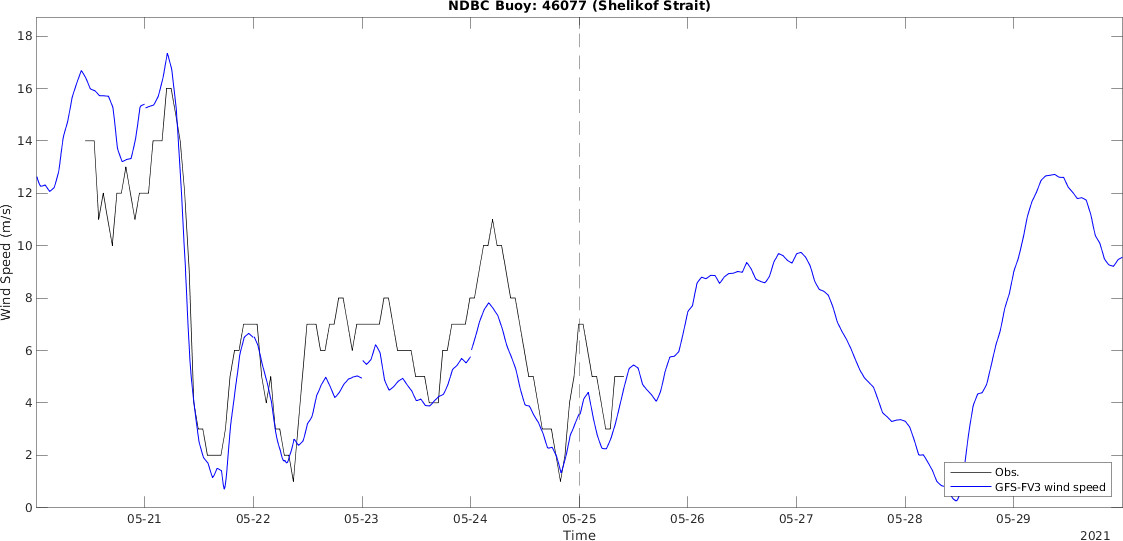 NDBC Buoy: 46077 (Shelikof Strait)
18
16
14
12
10
8
6
4
2
0
Wind Speed (m/s)
05-21 05-22 05-23 05-24 05-25 05-26 05-27 05-28 05-29
Time
2021
Obs.
GFS-FV3 wind speed